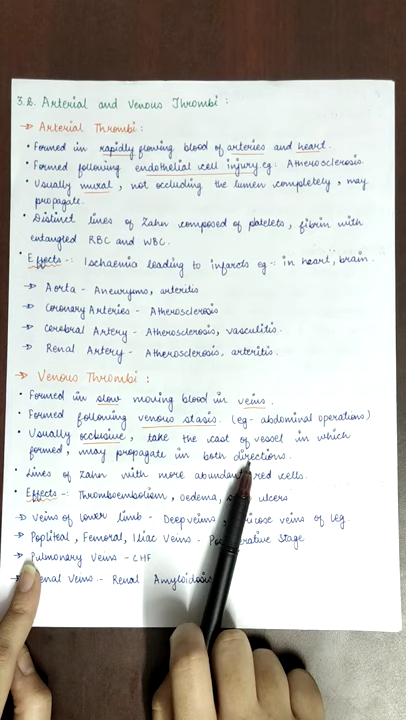 3.2. Arterial and Venous Thrombi :
→ Arterial Thrombi :
• Formed in rapidly flowing blood of arteries and heart.
• Formed following endothelial cell injury. eg: Atherosclerosis.
• Usually mural, not occluding the lumen completely, may
propagate.
• Distinct lines of Zahn composed of platelets, fibrin with
entangled RBC and WBC.
• Effects -: Ischaemia leading to infarcts eg -: in heart, brain.
→ Aorta - Aneurysms, arteritis
→ Coronary Arteries - Atherosclerosis
→ Cerebral Artery - Atherosclerosis, vasculitis.
→ Renal Artery - Atherosclerosis, arteritis.
→ Venous Thrombi :
• Formed in slow moving blood in veins.
• Formed following venous stasis. (eg - abdominal operations)
• Usually occlusive, take the cast of vessel in which
formed, may propagate in both directions.
• Lines of Zahn with more abundant red cells.
• Effects -: Thromboembolism, oedema, ulcers
→ Veins of lower limb - Deep veins, veins of leg.
→ Popliteal, Femoral, Iliac Veins - stage
→ Pulmonary Veins - CHF
Veins - Renal Amyloidosis